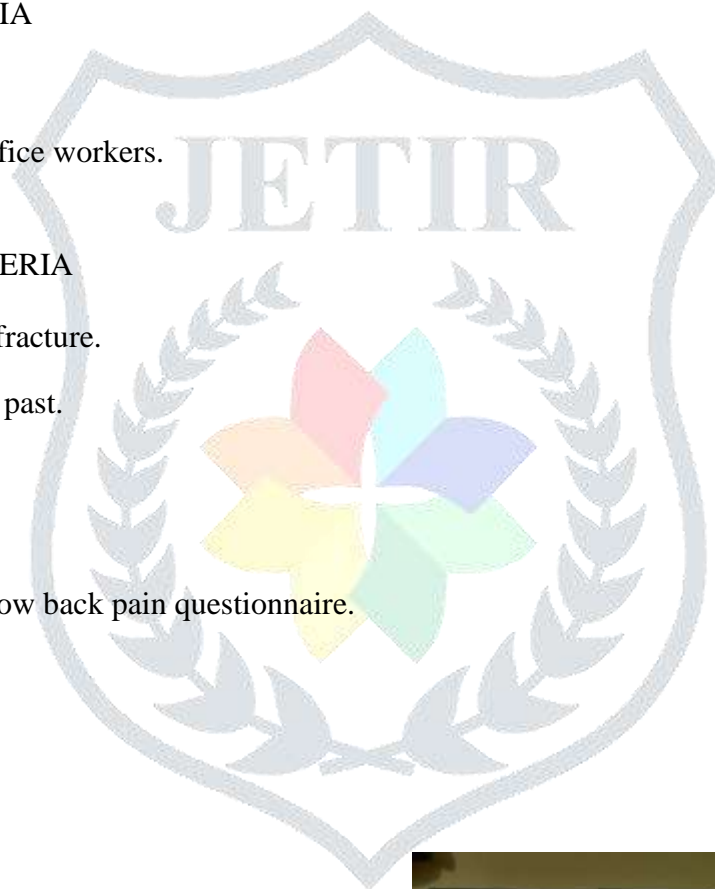 IA
fice workers.
JETIR
ERIA
fracture.
past.
ow back pain questionnaire.